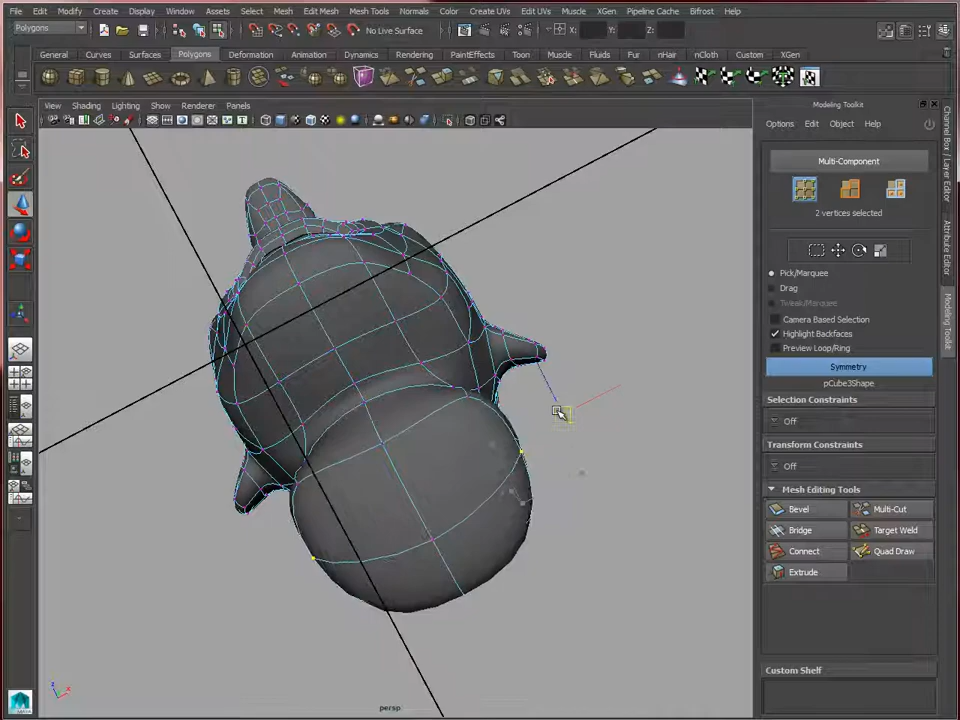 File Edit Modify Create Display Window Assets Select Mesh Edit Mesh Mesh Tools Normals Color Create UVs Edit UVs Muscle XGen Pipeline Cache Bifrost Help
Polygons No Live Surface X: Y: Z:
General Curves Surfaces Polygons Deformation Animation Dynamics Rendering PaintEffects Toon Muscle Fluids Fur nHair nCloth Custom XGen
View Shading Lighting Show Renderer Panels
Modeling Toolkit
Options Edit Object Help
Multi-Component
2 vertices selected
Pick/Marquee
Drag
Tweak/Marquee
Camera Based Selection
Highlight Backfaces
Preview Loop/Ring
Symmetry
pCube3Shape
Selection Constraints
Off
Transform Constraints
Off
Mesh Editing Tools
Bevel Multi-Cut
Bridge Target Weld
Connect Quad Draw
Extrude
Custom Shelf
Channel Box / Layer Editor
Attribute Editor
Modeling Toolkit
z x
persp